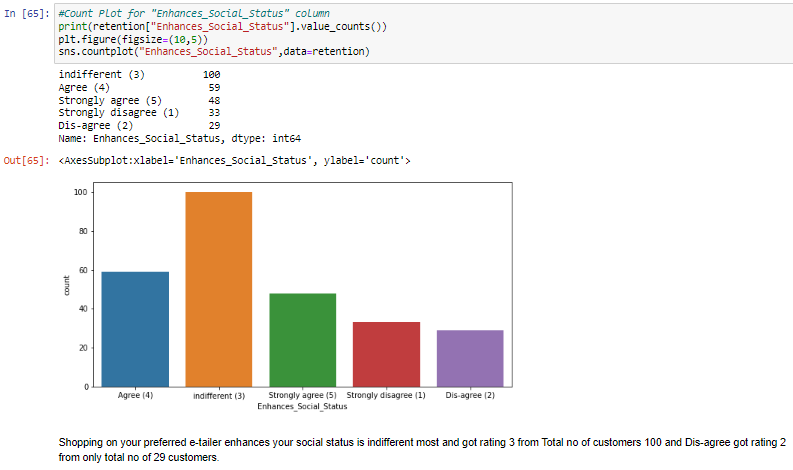 In [65]: #Count Plot for "Enhances_Social_Status" column
print(retention["Enhances_Social_Status"].value_counts())
plt.figure(figsize=(10,5))
sns.countplot("Enhances_Social_Status",data=retention)
indifferent (3) 100
Agree (4) 59
Strongly agree (5) 48
Strongly disagree (1) 33
Dis-agree (2) 29
Name: Enhances_Social_Status, dtype: int64
Out[65]: <AxesSubplot:xlabel='Enhances_Social_Status', ylabel='count'>
100
80
60
40
20
0
count
Agree (4) indifferent (3) Strongly agree (5) Strongly disagree (1) Dis-agree (2)
Enhances_Social_Status
Shopping on your preferred e-tailer enhances your social status is indifferent most and got rating 3 from Total no of customers 100 and Dis-agree got rating 2
from only total no of 29 customers.